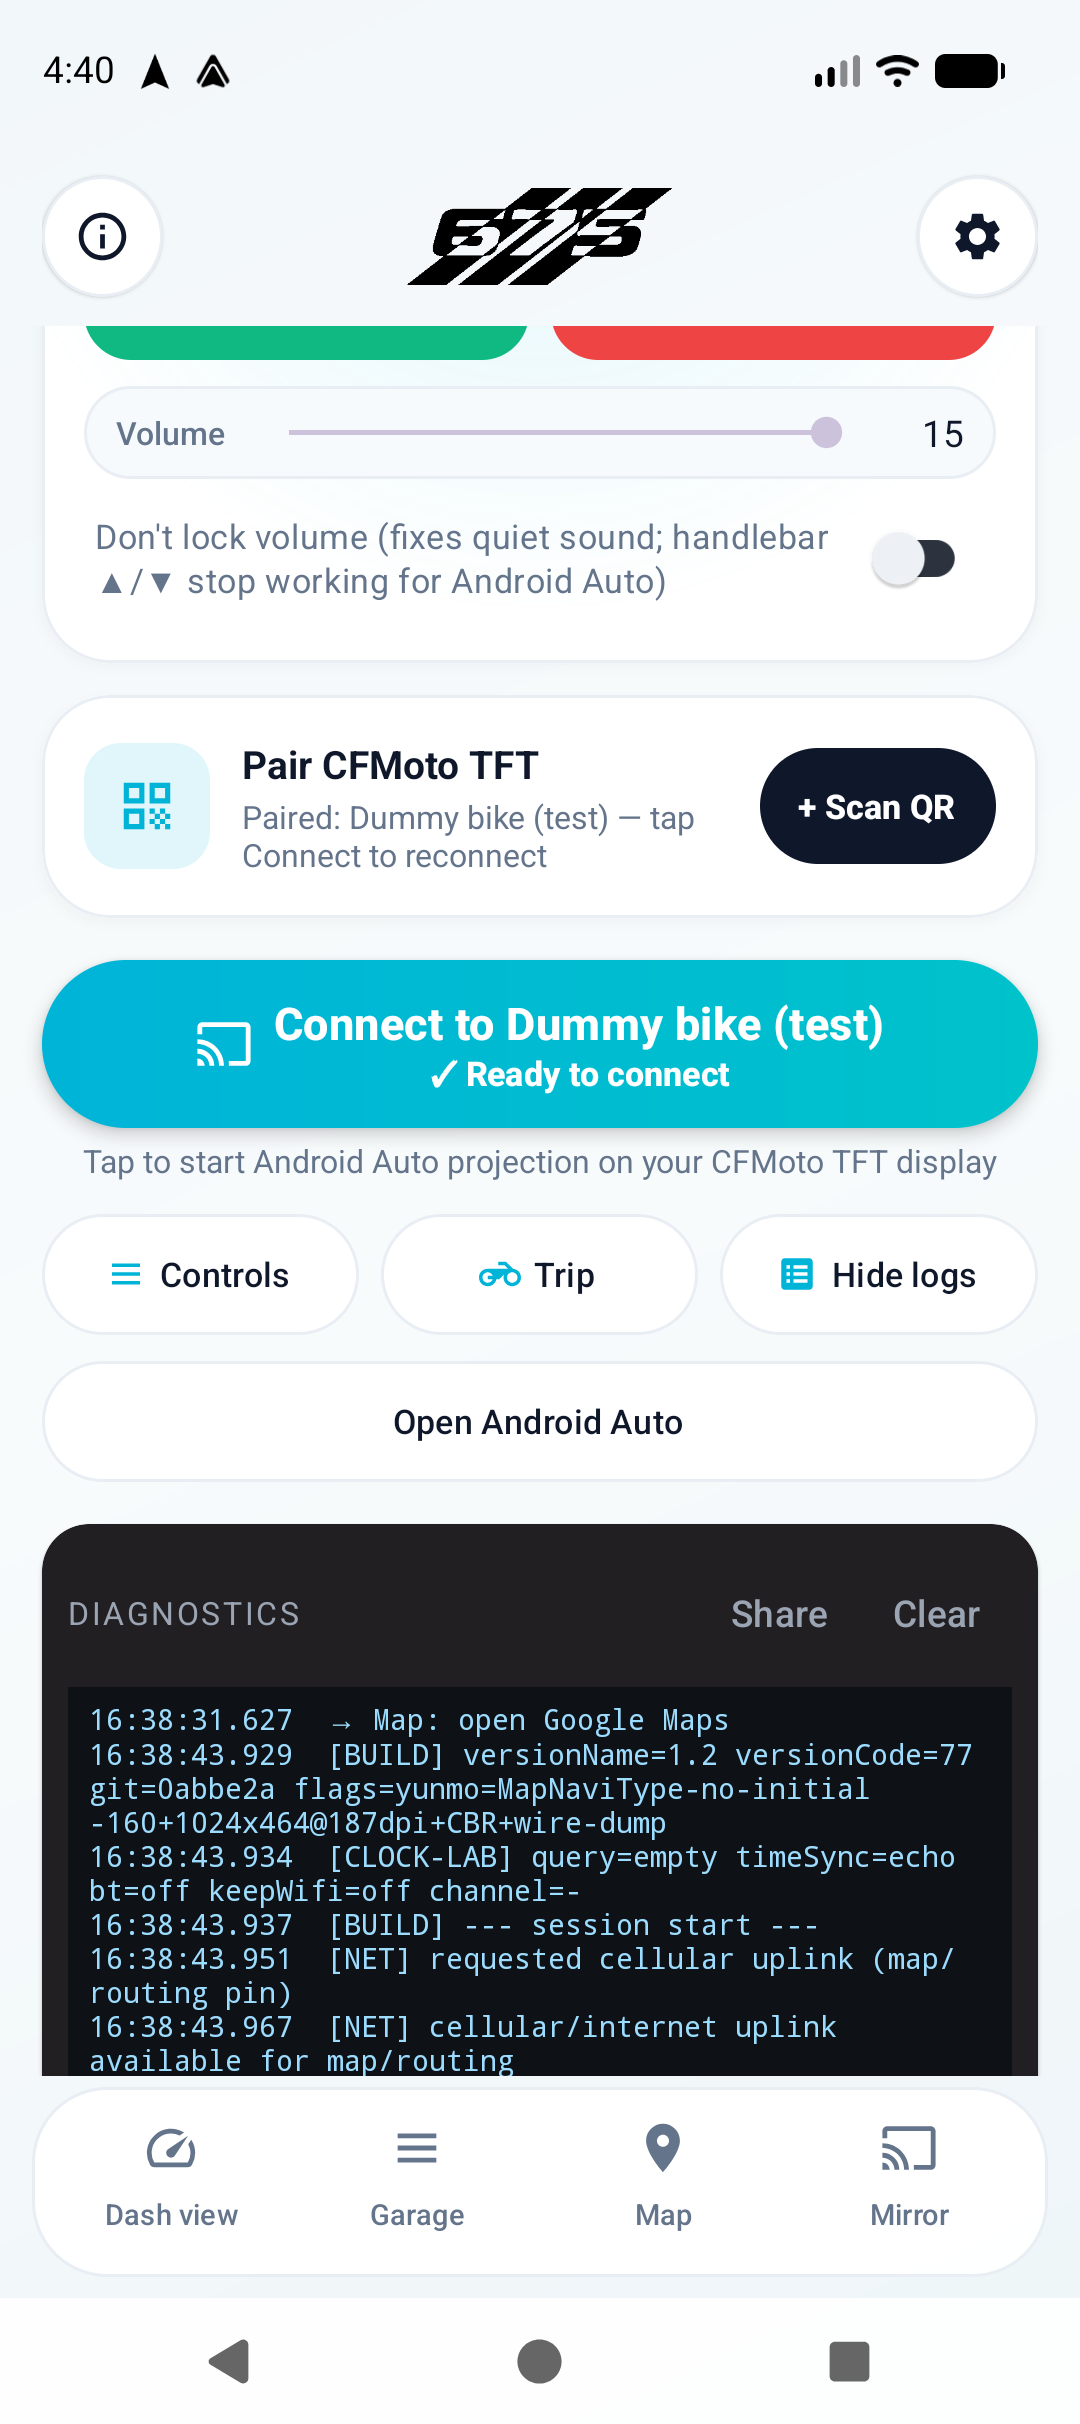 4:40
675
Volume 15
Don't lock volume (fixes quiet sound; handlebar
▲/▼ stop working for Android Auto)
Pair CFMoto TFT
Paired: Dummy bike (test) — tap
Connect to reconnect
+ Scan QR
Connect to Dummy bike (test)
✓ Ready to connect
Tap to start Android Auto projection on your CFMoto TFT display
Controls
Trip
Hide logs
Open Android Auto
DIAGNOSTICS
Share
Clear
16:38:31.627 → Map: open Google Maps
16:38:43.929 [BUILD] versionName=1.2 versionCode=77
git=0abbe2a flags=yunmo=MapNaviType-no-initial
-160+1024x464@187dpi+CBR+wire-dump
16:38:43.934 [CLOCK-LAB] query=empty timeSync=echo
bt=off keepWifi=off channel=-
16:38:43.937 [BUILD] --- session start ---
16:38:43.951 [NET] requested cellular uplink (map/
routing pin)
16:38:43.967 [NET] cellular/internet uplink
available for map/routing
Dash view
Garage
Map
Mirror